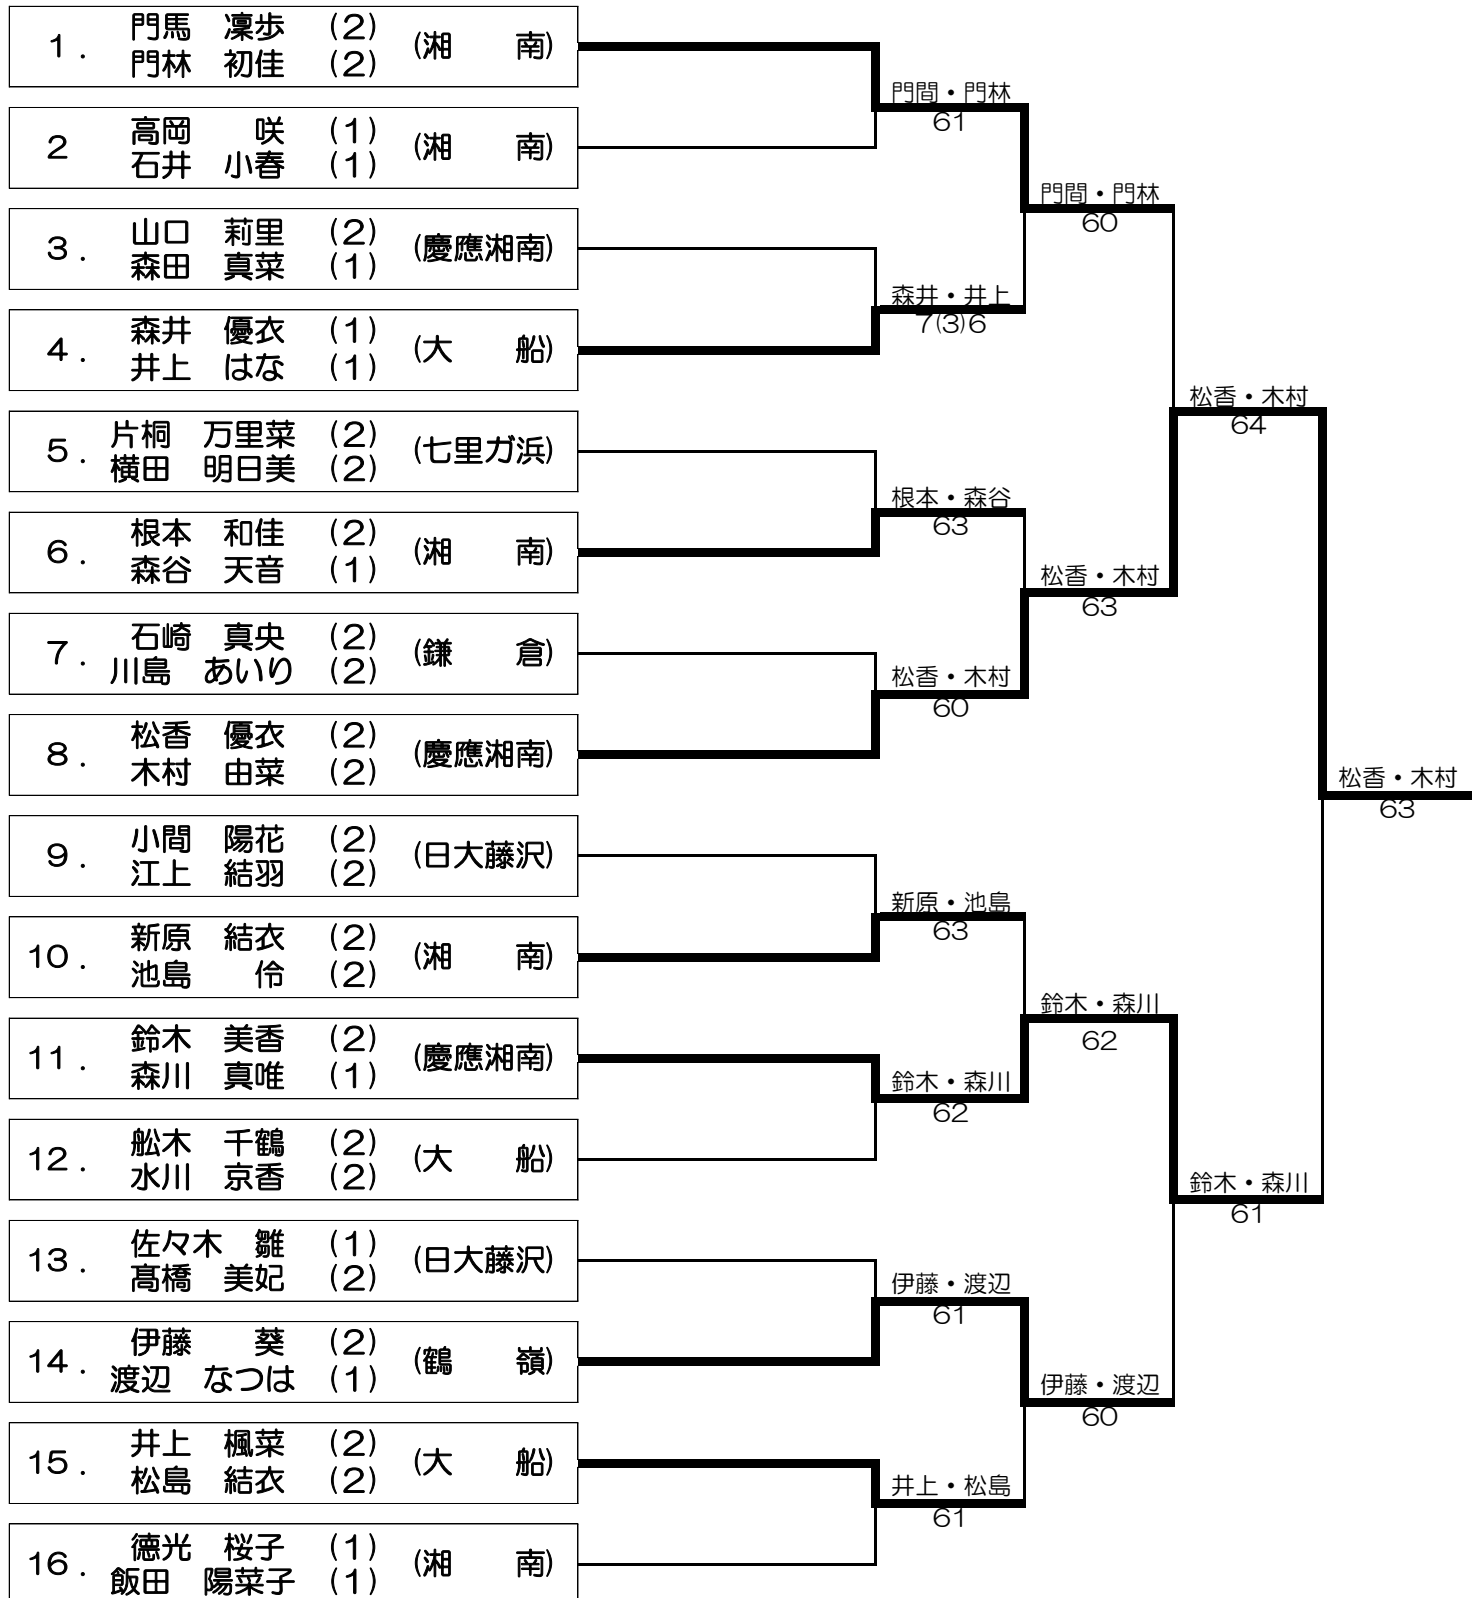 1. 門馬 凜歩 (2) (湘 南)
門林 初佳 (2)
2 高岡 咲 (1) (湘 南)
石井 小春 (1)
3. 山口 莉里 (2) (慶應湘南)
森田 真菜 (1)
4. 森井 優衣 (1) (大 船)
井上 はな (1)
5. 片桐 万里菜 (2) (七里ガ浜)
横田 明日美 (2)
6. 根本 和佳 (2) (湘 南)
森谷 天音 (1)
7. 石崎 真央 (2) (鎌 倉)
川島 あいり (2)
8. 松香 優衣 (2) (慶應湘南)
木村 由菜 (2)
9. 小間 陽花 (2) (日大藤沢)
江上 結羽 (2)
10. 新原 結衣 (2) (湘 南)
池島 伶 (2)
11. 鈴木 美香 (2) (慶應湘南)
森川 真唯 (1)
12. 舩木 千鶴 (2) (大 船)
水川 京香 (2)
13. 佐々木 雛 (1) (日大藤沢)
髙橋 美妃 (2)
14. 伊藤 葵 (2) (鶴 嶺)
渡辺 なつは (1)
15. 井上 楓菜 (2) (大 船)
松島 結衣 (2)
16. 德光 桜子 (1) (湘 南)
飯田 陽菜子 (1)
門間・門林
61
森井・井上
7(3)6
根本・森谷
63
松香・木村
60
新原・池島
63
鈴木・森川
62
伊藤・渡辺
61
井上・松島
61
門間・門林
60
松香・木村
63
鈴木・森川
62
伊藤・渡辺
60
松香・木村
64
鈴木・森川
61
松香・木村
63